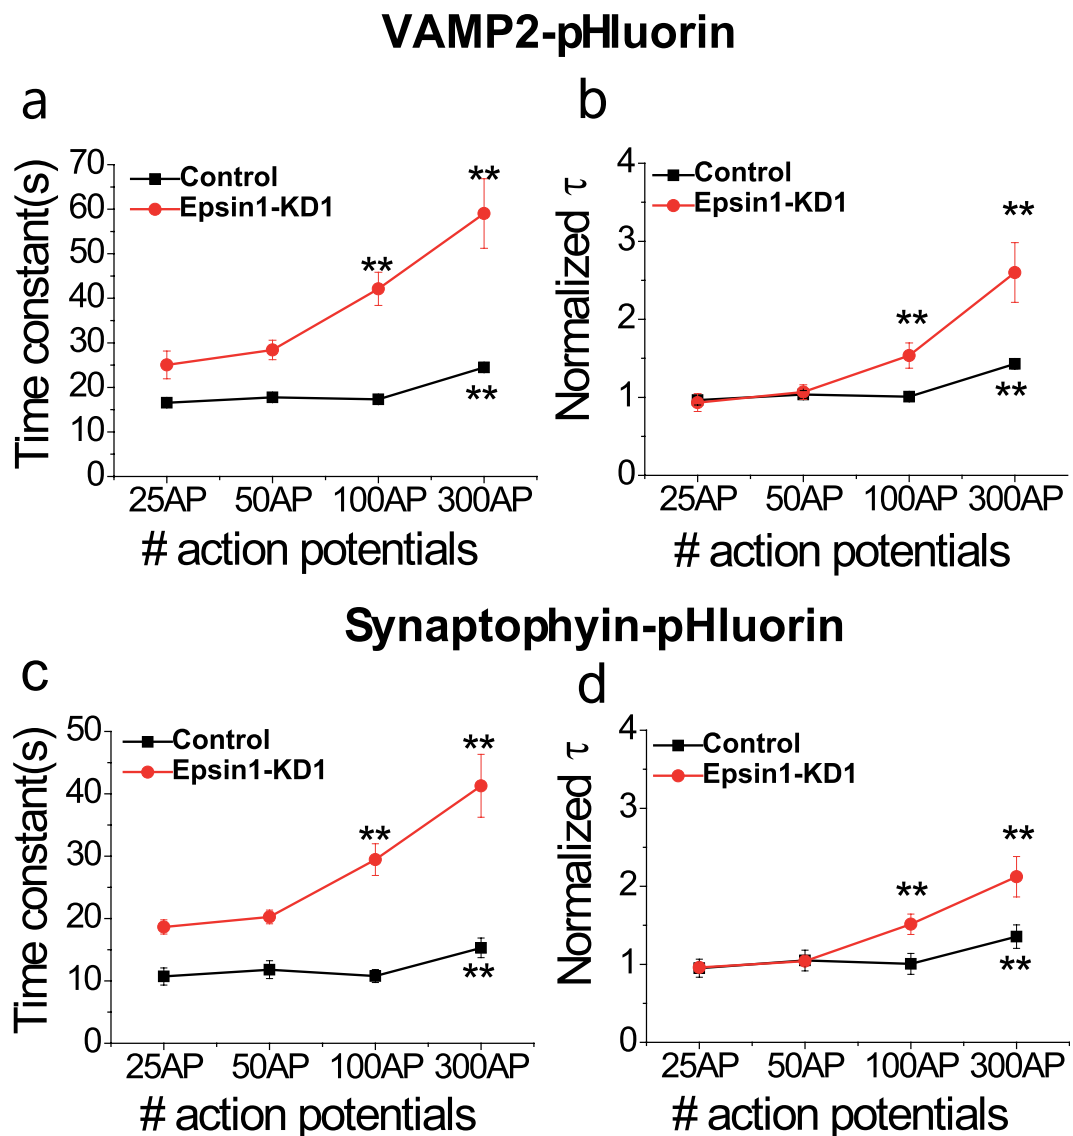 VAMP2-pHluorin
a
Time constant(s)
70
60
50
40
30
20
10
0
Control
Epsin1-KD1
**
**
**
25AP 50AP 100AP 300AP
# action potentials
b
Normalized τ
4
3
2
1
0
Control
Epsin1-KD1
**
**
**
25AP 50AP 100AP 300AP
# action potentials
Synaptophyin-pHluorin
c
Time constant(s)
50
40
30
20
10
0
Control
Epsin1-KD1
**
**
**
25AP 50AP 100AP 300AP
# action potentials
d
Normalized τ
4
3
2
1
0
Control
Epsin1-KD1
**
**
**
25AP 50AP 100AP 300AP
# action potentials